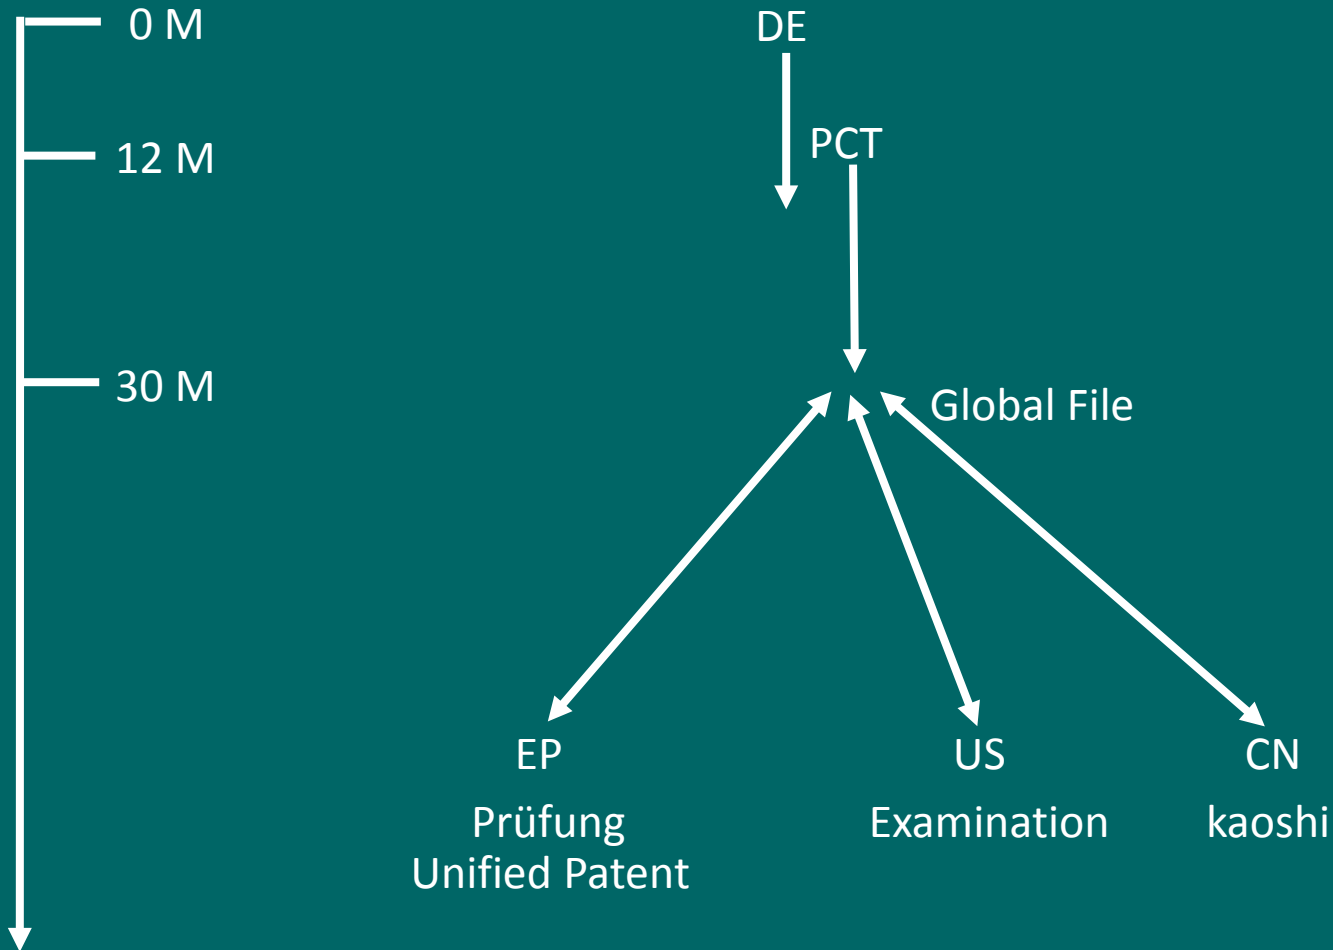 0 M
DE
12 M
PCT
30 M
Global File
EP
US
CN
Prüfung
Examination
kaoshi
Unified Patent